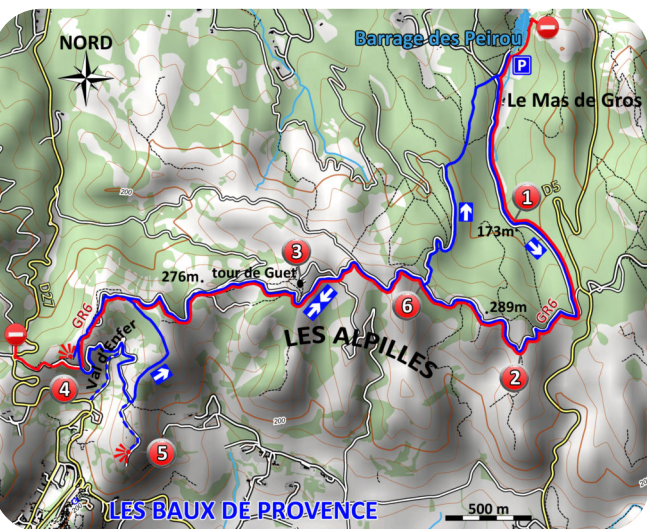 NORD
Barrage des Peirou
P
Le Mas de Gros
1
D5
200
173m
3
276m.
tour de Guet
D27
GR6
6
.289m
GR6
LES ALPILLES
Val d'Enfer
4
2
200
5
200
LES BAUX DE PROVENCE
500 m